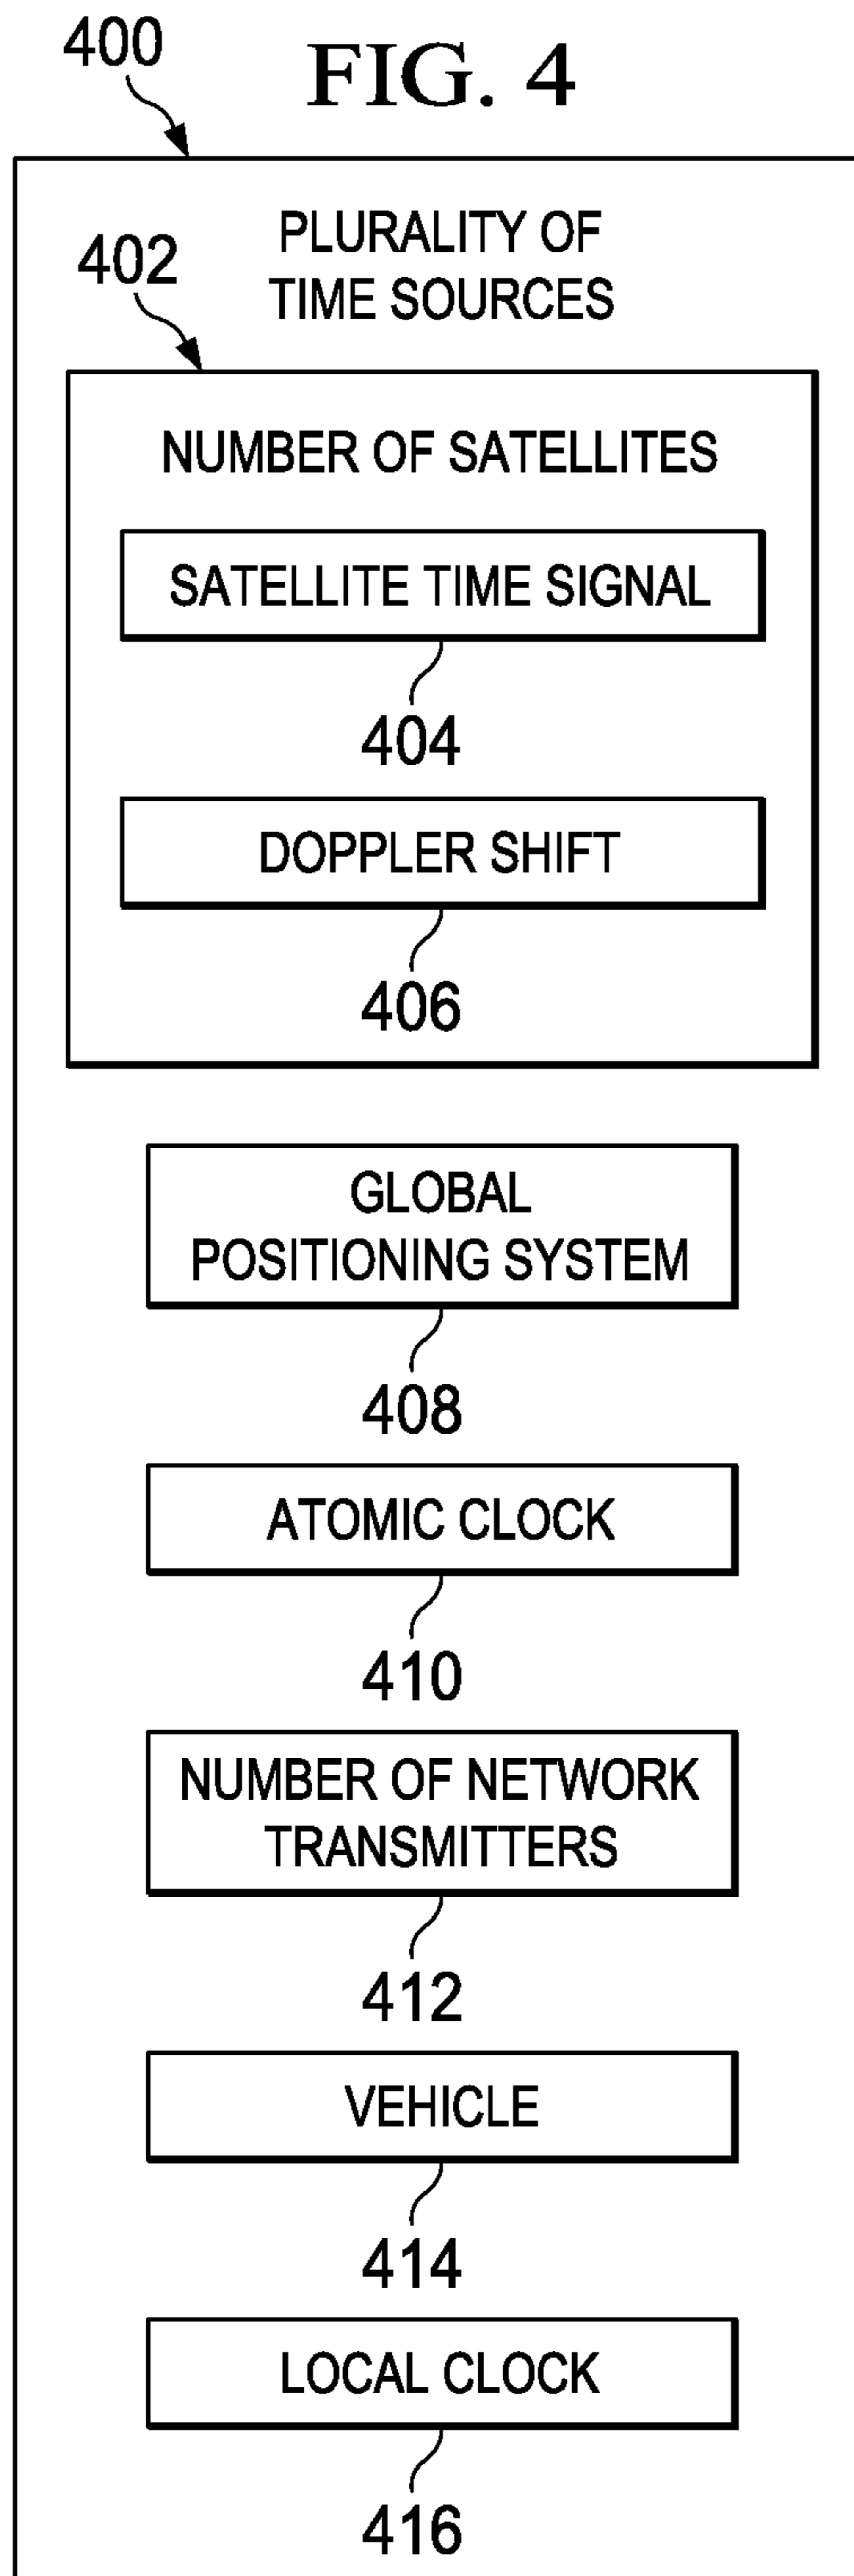 400
FIG. 4
PLURALITY OF
TIME SOURCES
402
NUMBER OF SATELLITES
SATELLITE TIME SIGNAL
404
DOPPLER SHIFT
406
GLOBAL
POSITIONING SYSTEM
408
ATOMIC CLOCK
410
NUMBER OF NETWORK
TRANSMITTERS
412
VEHICLE
414
LOCAL CLOCK
416